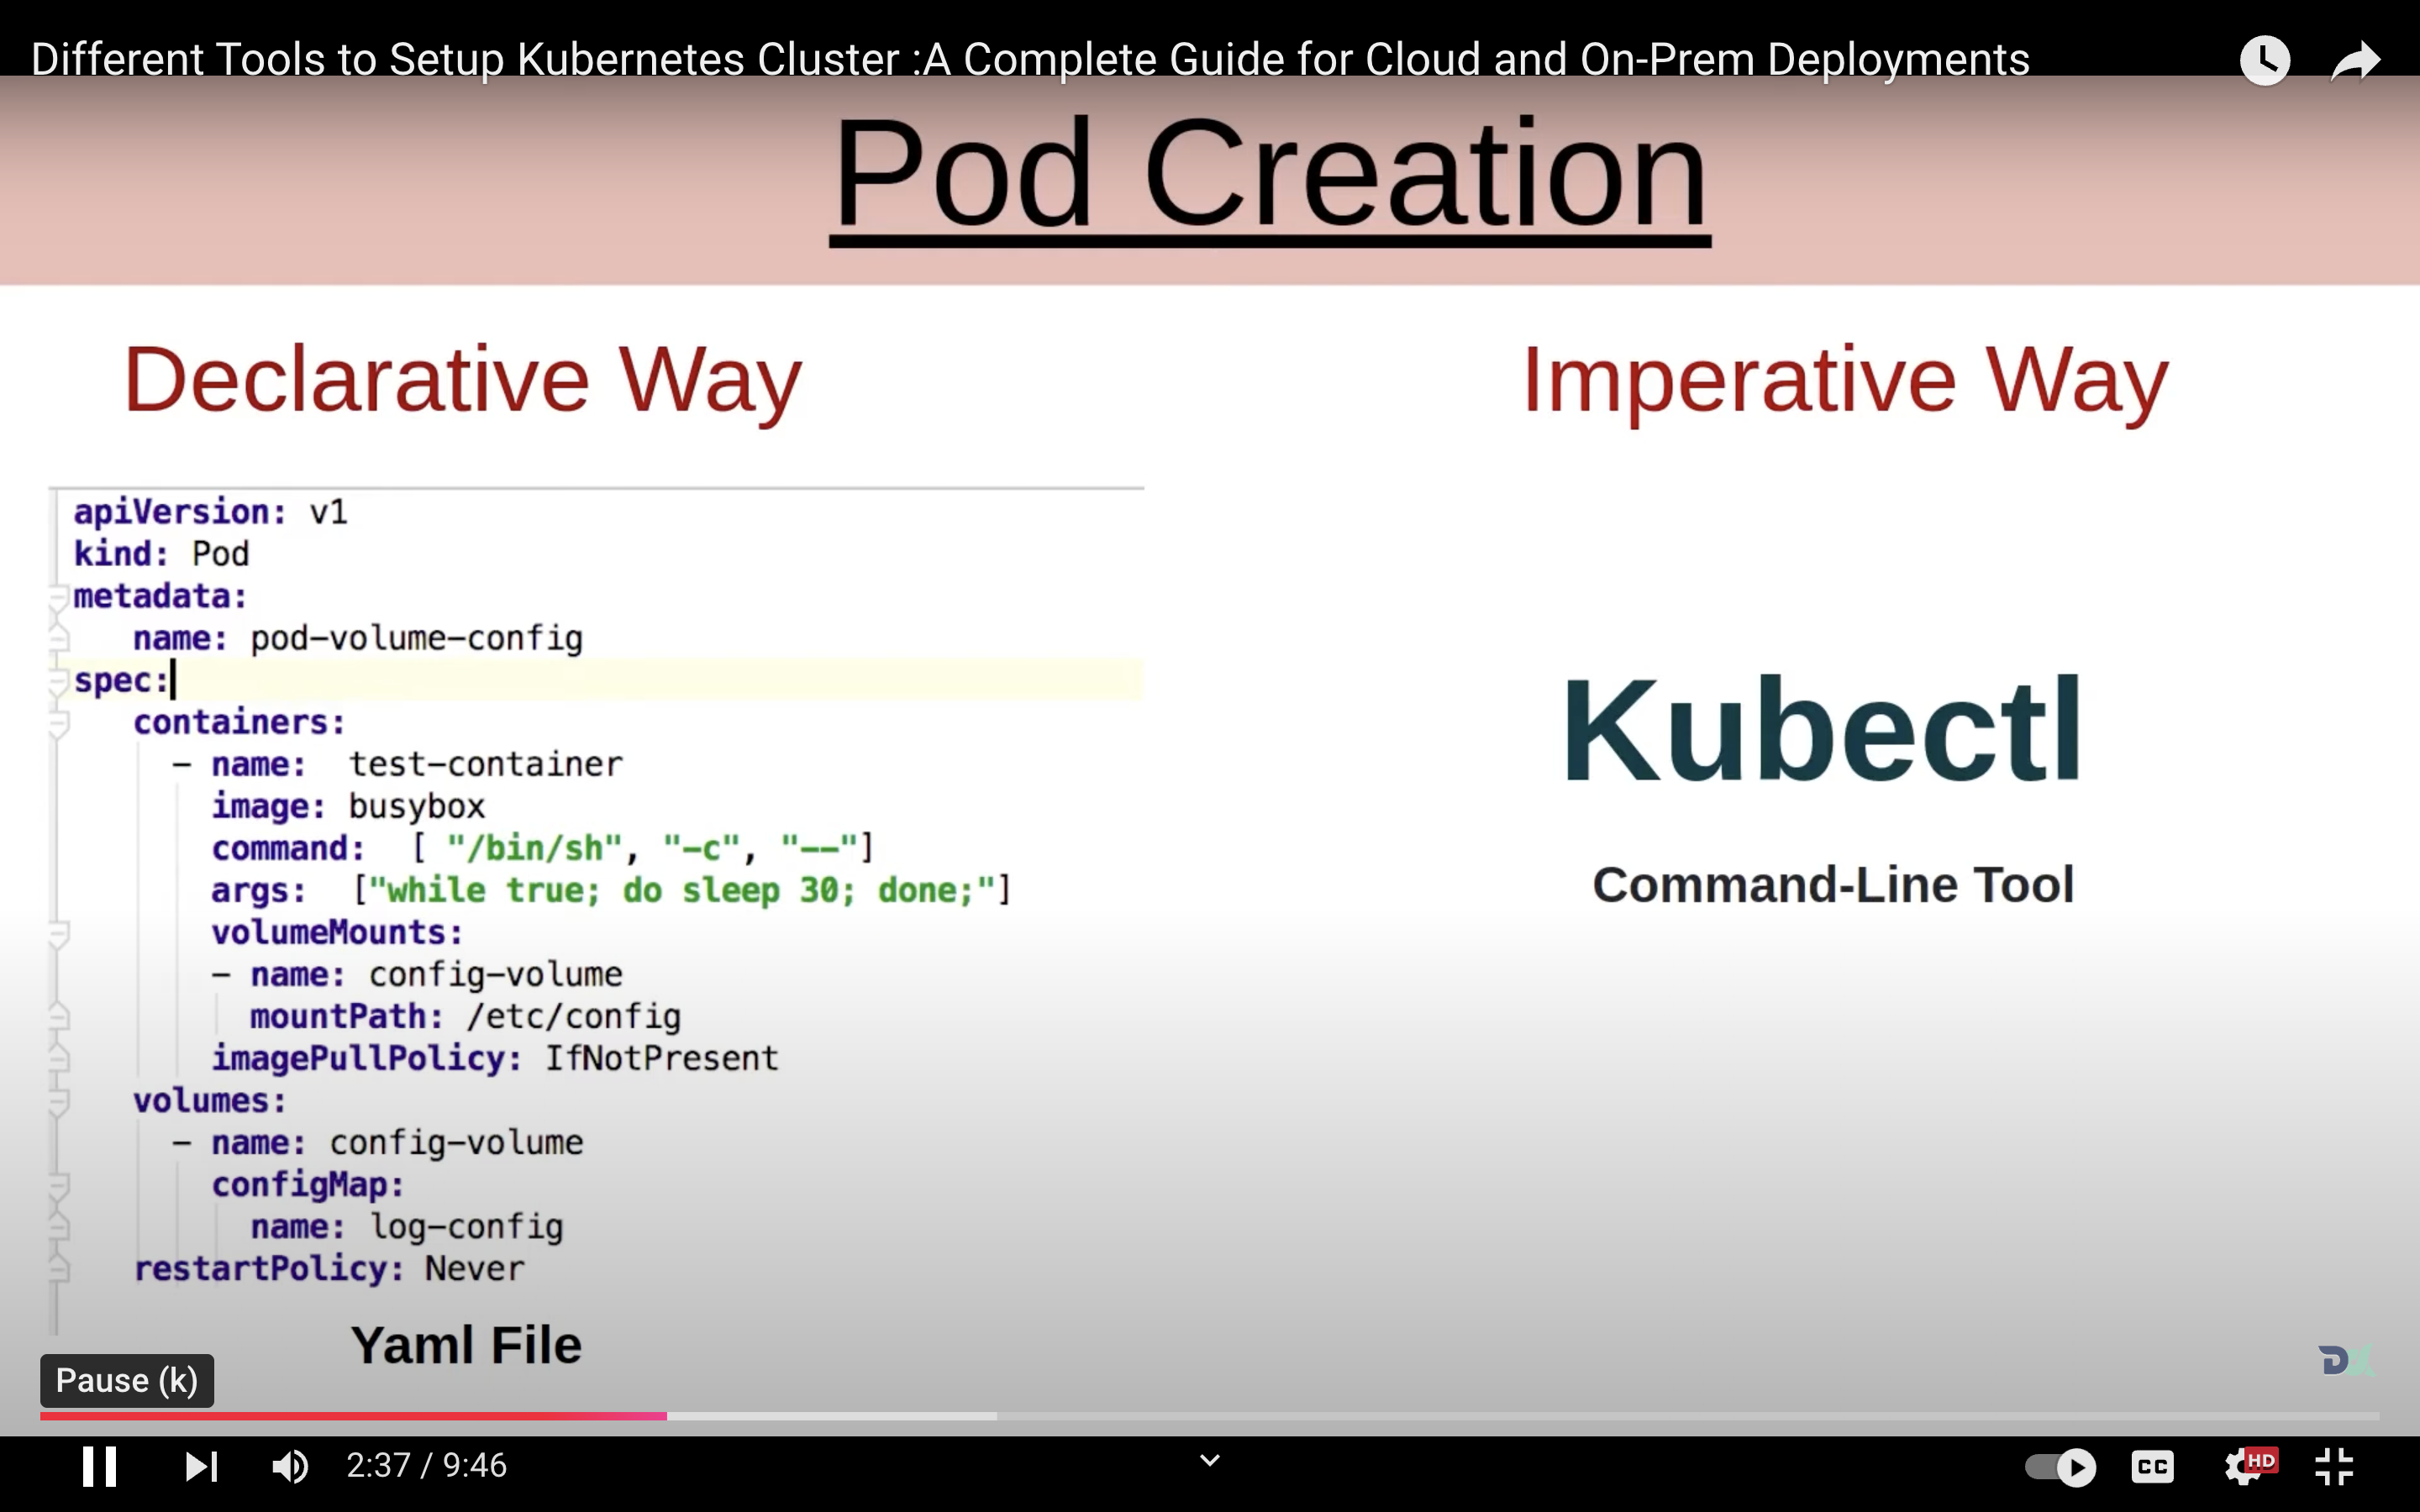 Different Tools to Setup Kubernetes Cluster :A Complete Guide for Cloud and On-Prem Deployments
Pod Creation
Declarative Way
Imperative Way
apiVersion: v1
kind: Pod
metadata:
   name: pod-volume-config
spec:
   containers:
     - name:  test-container
       image: busybox
       command:  [ "/bin/sh", "-c", "--"]
       args:  ["while true; do sleep 30; done;"]
       volumeMounts:
       - name: config-volume
         mountPath: /etc/config
       imagePullPolicy: IfNotPresent
   volumes:
     - name: config-volume
       configMap:
         name: log-config
   restartPolicy: Never
Yaml File
Kubectl
Command-Line Tool
DX
Pause (k)
2:37 / 9:46
CC
HD